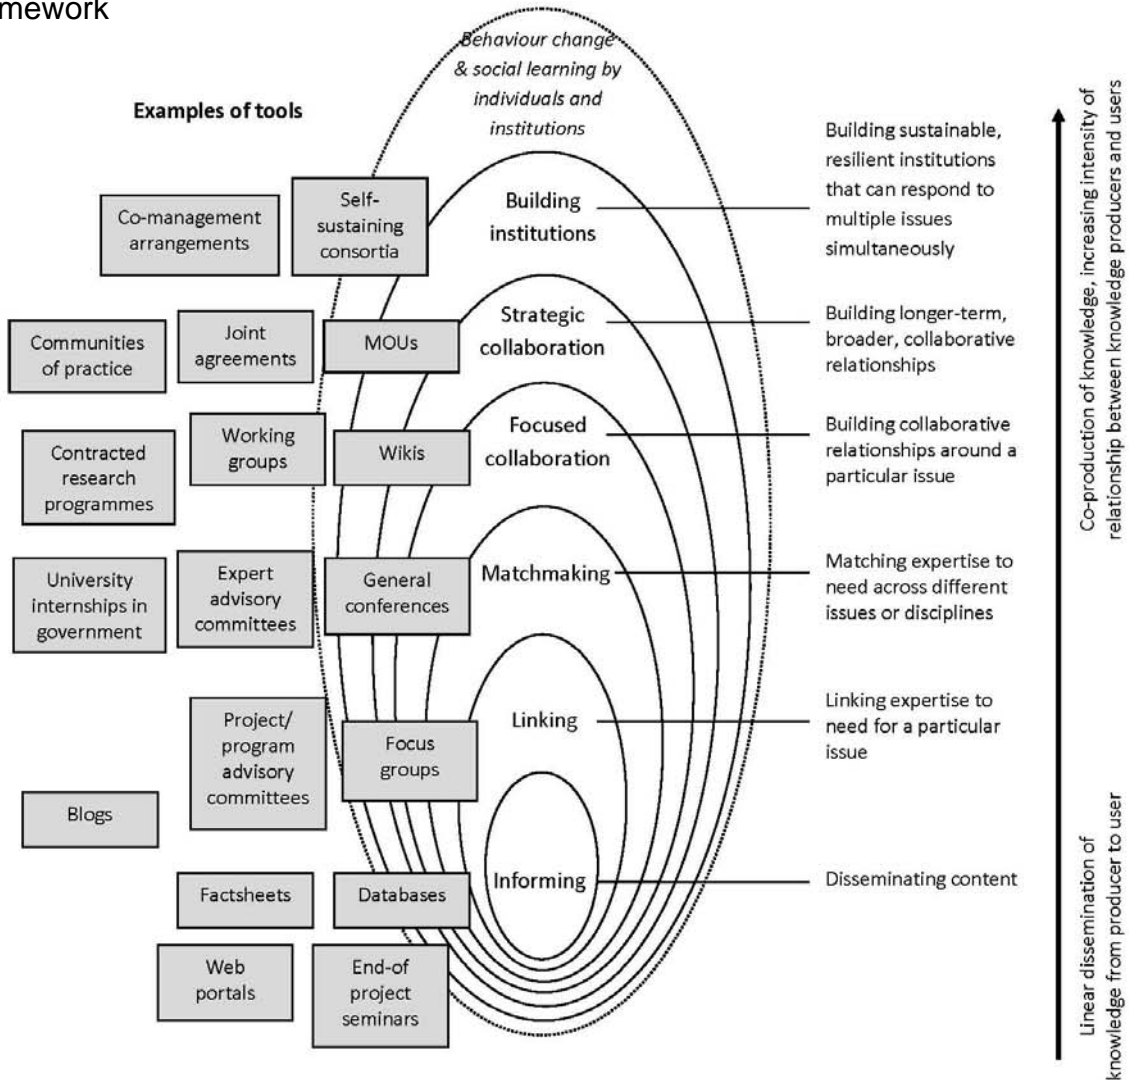 mework
Behaviour change
& social learning by
individuals and
institutions
Examples of tools
Co-management
arrangements
Self-
sustaining
consortia
Building
institutions
Building sustainable,
resilient institutions
that can respond to
multiple issues
simultaneously
Communities
of practice
Joint
agreements
MOUs
Strategic
collaboration
Building longer-term,
broader, collaborative
relationships
Contracted
research
programmes
Working
groups
Wikis
Focused
collaboration
Building collaborative
relationships around a
particular issue
University
internships in
government
Expert
advisory
committees
General
conferences
Matchmaking
Matching expertise to
need across different
issues or disciplines
Project/
program
advisory
committees
Focus
groups
Linking
Linking expertise to
need for a particular
issue
Blogs
Factsheets
Databases
Informing
Disseminating content
Web
portals
End-of
project
seminars
Co-production of knowledge, increasing intensity of
relationship between knowledge producers and users
Linear dissemination of
knowledge from producer to user